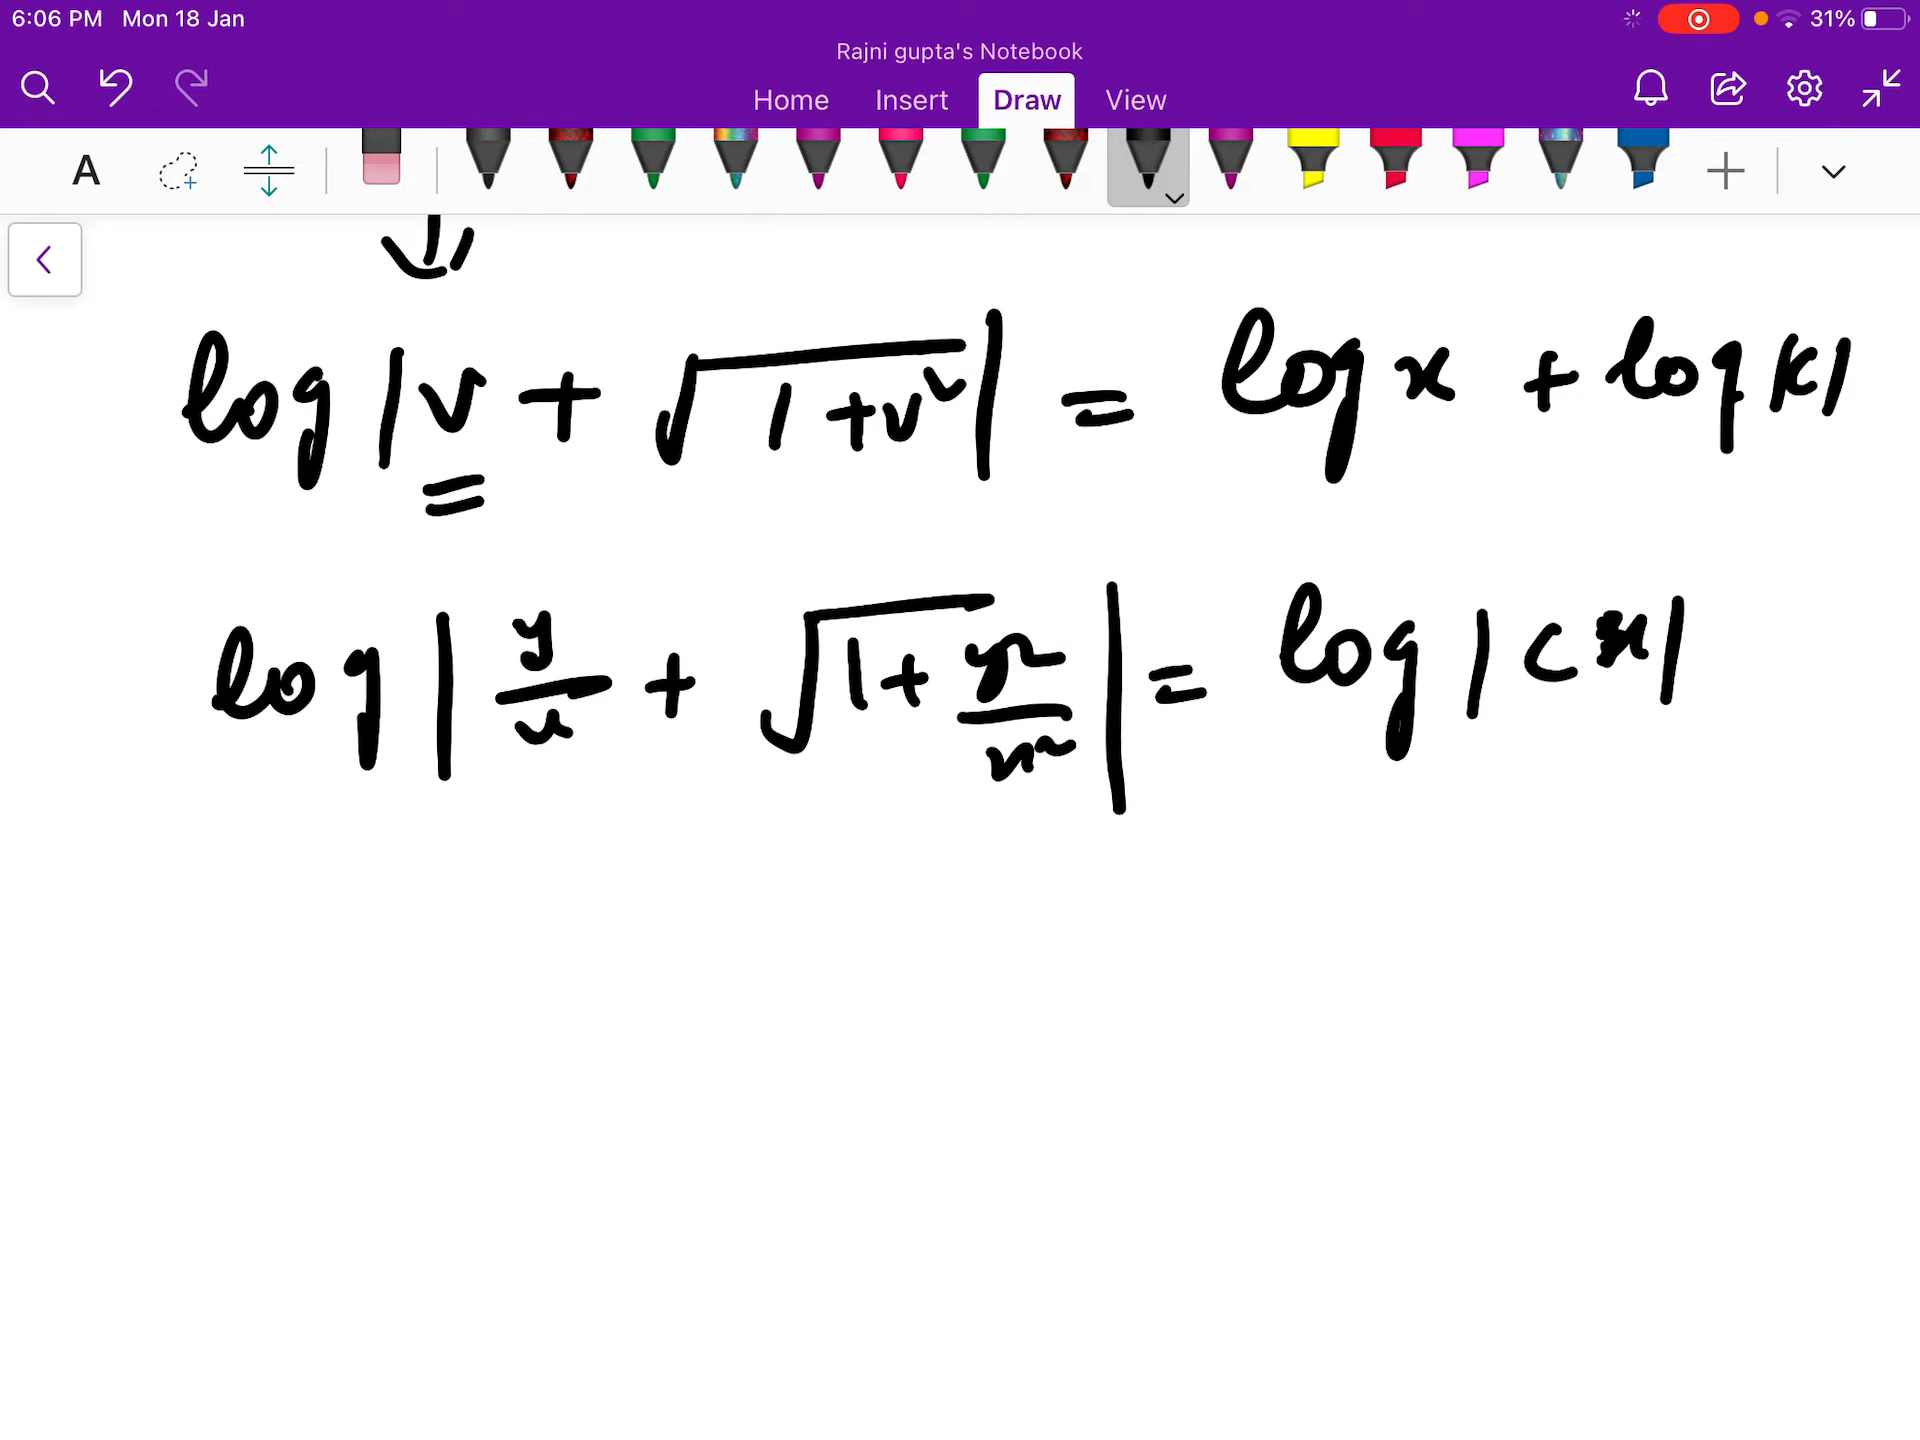 6:06 PM Mon 18 Jan 31%
Rajni gupta's Notebook
Home Insert Draw View
A
log |v + √(1+v²)| = log x + log |k|
log |y/x + √(1+y²/x²)| = log |cx|